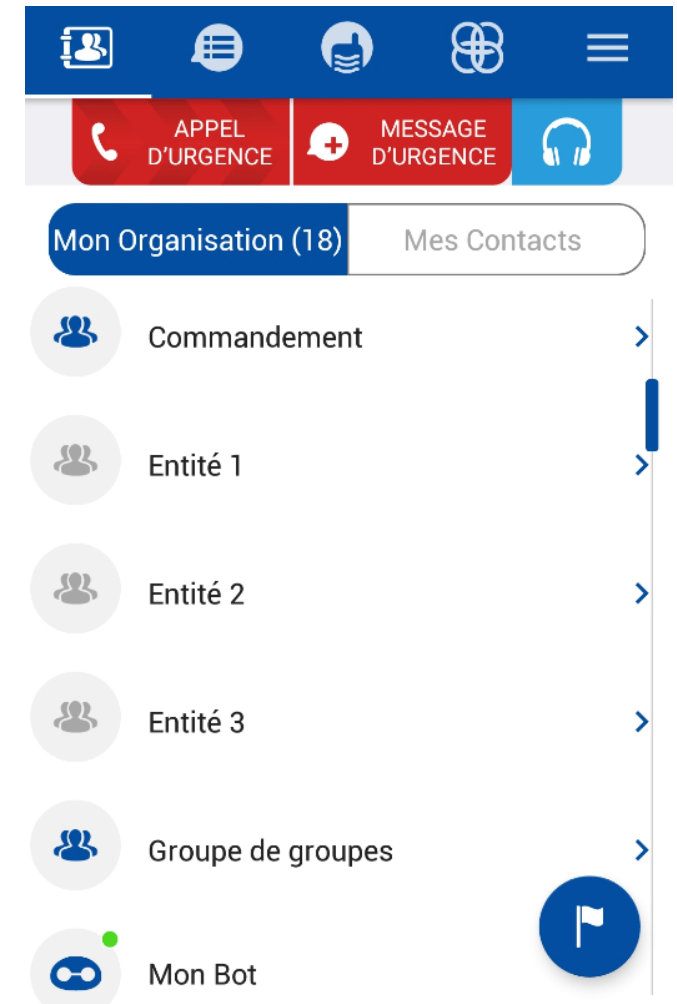 APPEL
D'URGENCE
MESSAGE
D'URGENCE
Mon Organisation (18)
Mes Contacts
Commandement
Entité 1
Entité 2
Entité 3
Groupe de groupes
Mon Bot